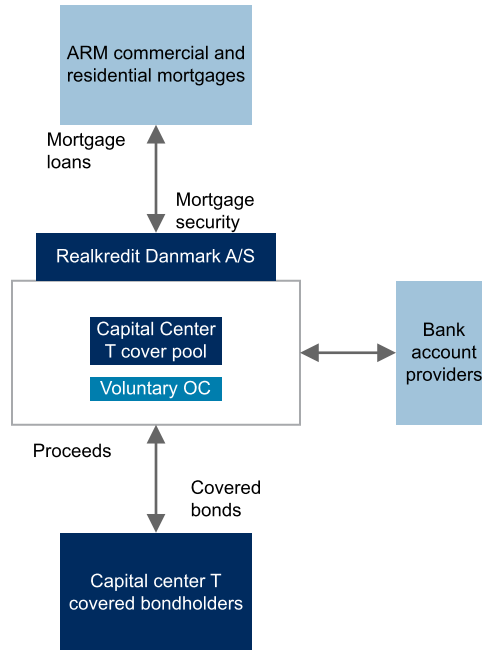 ARM commercial and
residential mortgages
Mortgage
loans
Mortgage
security
Realkredit Danmark A/S
Capital Center
T cover pool
Voluntary OC
Bank
account
providers
Proceeds
Covered
bonds
Capital center T
covered bondholders